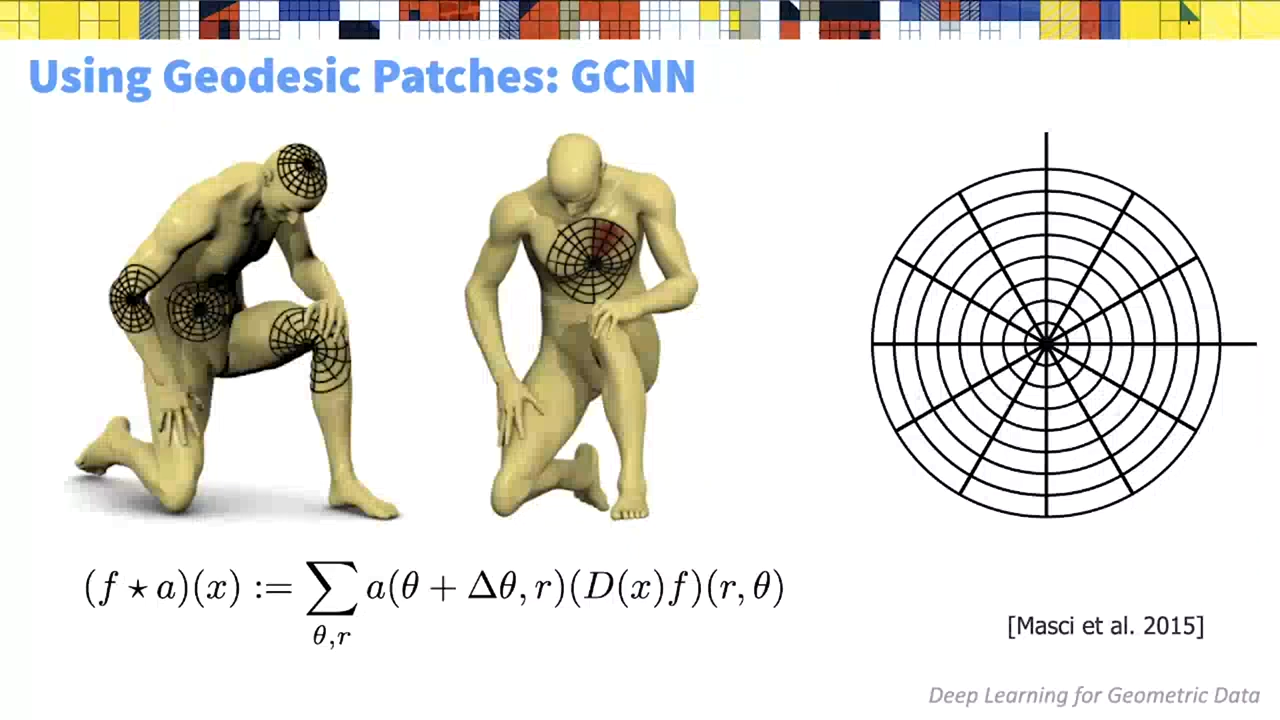 Using Geodesic Patches: GCNN
(f ⋆ a)(x) := ∑_{θ,r} a(θ + Δθ, r)(D(x)f)(r, θ)
[Masci et al. 2015]
Deep Learning for Geometric Data